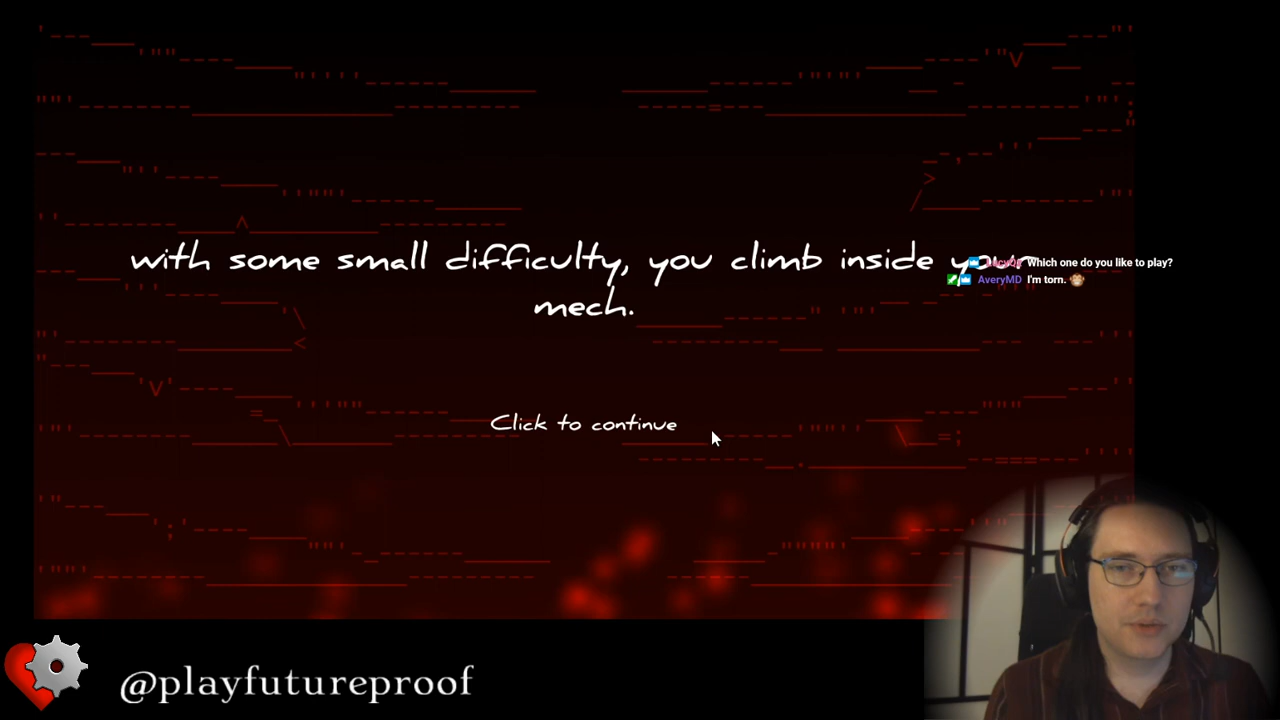 with some small difficulty, you climb inside your
mech.
Which one do you like to play?
AveryMD I'm torn.
Click to continue
@playfutureproof